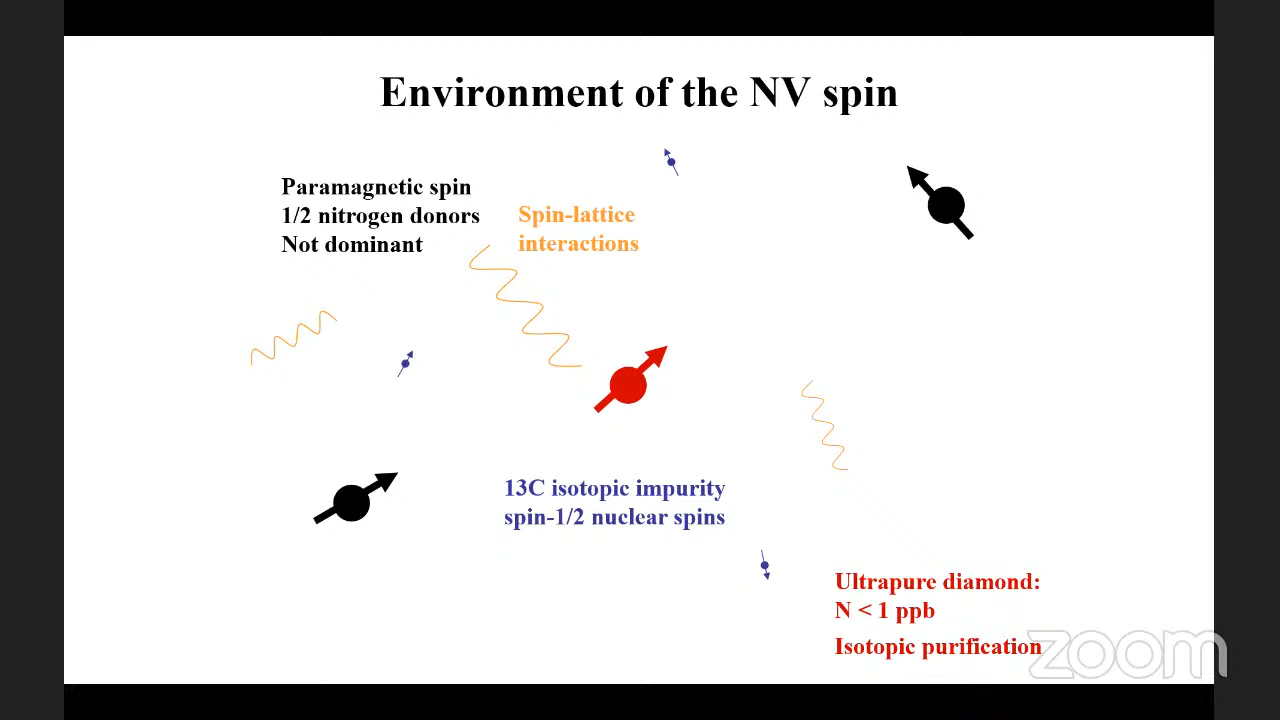 Environment of the NV spin
Paramagnetic spin
1/2 nitrogen donors
Not dominant
Spin-lattice
interactions
13C isotopic impurity
spin-1/2 nuclear spins
Ultrapure diamond:
N < 1 ppb
Isotopic purification
zoom